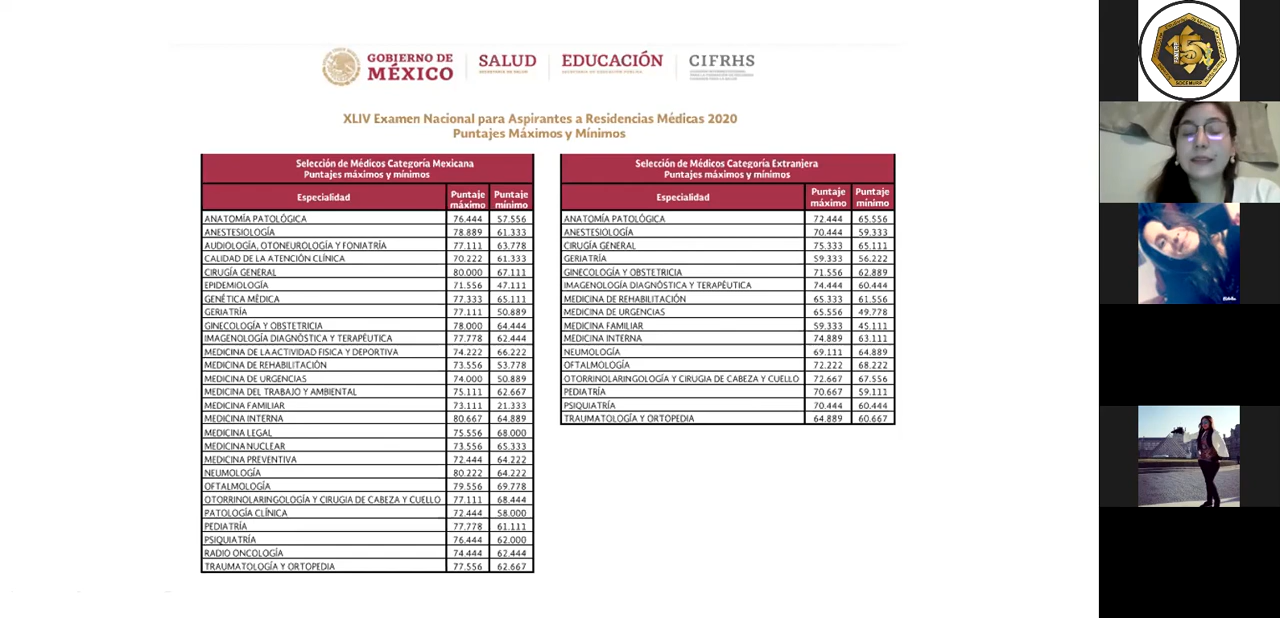 GOBIERNO DE MÉXICO
SALUD
SECRETARÍA DE SALUD
EDUCACIÓN
SECRETARÍA DE EDUCACIÓN PÚBLICA
CIFRHS
XLIV Examen Nacional para Aspirantes a Residencias Médicas 2020
Puntajes Máximos y Mínimos
Selección de Médicos Categoría Mexicana
Puntajes máximos y mínimos
Especialidad Puntaje máximo Puntaje mínimo
ANATOMÍA PATOLÓGICA 76.444 57.556
ANESTESIOLOGÍA 78.889 61.333
AUDIOLOGÍA, OTONEUROLOGÍA Y FONIATRÍA 77.111 63.778
CALIDAD DE LA ATENCIÓN CLÍNICA 70.222 61.333
CIRUGÍA GENERAL 80.000 67.111
EPIDEMIOLOGÍA 71.556 47.111
GENÉTICA MÉDICA 77.333 65.111
GERIATRÍA 77.111 50.889
GINECOLOGÍA Y OBSTETRICIA 78.000 64.444
IMAGENOLOGÍA DIAGNÓSTICA Y TERAPÉUTICA 77.778 62.444
MEDICINA DE LA ACTIVIDAD FISICA Y DEPORTIVA 74.222 66.222
MEDICINA DE REHABILITACIÓN 73.556 53.778
MEDICINA DE URGENCIAS 74.000 50.889
MEDICINA DEL TRABAJO Y AMBIENTAL 75.111 62.667
MEDICINA FAMILIAR 73.111 21.333
MEDICINA INTERNA 80.667 64.889
MEDICINA LEGAL 75.556 68.000
MEDICINA NUCLEAR 73.556 65.333
MEDICINA PREVENTIVA 72.444 64.222
NEUMOLOGÍA 80.222 64.222
OFTALMOLOGÍA 79.556 69.778
OTORRINOLARINGOLOGÍA Y CIRUGIA DE CABEZA Y CUELLO 77.111 68.444
PATOLOGÍA CLÍNICA 72.444 58.000
PEDIATRÍA 77.778 61.111
PSIQUIATRÍA 76.444 62.000
RADIO ONCOLOGÍA 74.444 62.444
TRAUMATOLOGÍA Y ORTOPEDIA 77.556 62.667
Selección de Médicos Categoría Extranjera
Puntajes máximos y mínimos
Especialidad Puntaje máximo Puntaje mínimo
ANATOMÍA PATOLÓGICA 72.444 65.556
ANESTESIOLOGÍA 70.444 59.333
CIRUGÍA GENERAL 75.333 65.111
GERIATRÍA 59.333 56.222
GINECOLOGÍA Y OBSTETRICIA 71.556 62.889
IMAGENOLOGÍA DIAGNÓSTICA Y TERAPÉUTICA 74.444 60.444
MEDICINA DE REHABILITACIÓN 65.333 61.556
MEDICINA DE URGENCIAS 65.556 49.778
MEDICINA FAMILIAR 59.333 45.111
MEDICINA INTERNA 74.889 63.111
NEUMOLOGÍA 69.111 64.889
OFTALMOLOGÍA 72.222 68.222
OTORRINOLARINGOLOGÍA Y CIRUGIA DE CABEZA Y CUELLO 72.667 67.556
PEDIATRÍA 70.667 59.111
PSIQUIATRÍA 70.444 60.444
TRAUMATOLOGÍA Y ORTOPEDIA 64.889 60.667
SOCEMURP